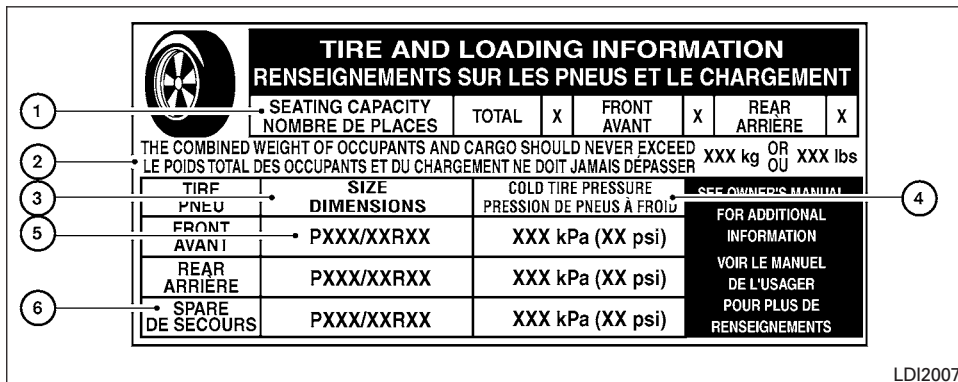 TIRE AND LOADING INFORMATION
RENSEIGNEMENTS SUR LES PNEUS ET LE CHARGEMENT
1
SEATING CAPACITY
NOMBRE DE PLACES
TOTAL
X
FRONT
AVANT
X
REAR
ARRIÈRE
X
2
THE COMBINED WEIGHT OF OCCUPANTS AND CARGO SHOULD NEVER EXCEED
LE POIDS TOTAL DES OCCUPANTS ET DU CHARGEMENT NE DOIT JAMAIS DÉPASSER
XXX kg
OR
OU
XXX lbs
3
TIRE
PNEU
SIZE
DIMENSIONS
COLD TIRE PRESSURE
PRESSION DE PNEUS À FROID
4
5
FRONT
AVANT
PXXX/XXRXX
XXX kPa (XX psi)
REAR
ARRIÈRE
PXXX/XXRXX
XXX kPa (XX psi)
6
SPARE
DE SECOURS
PXXX/XXRXX
XXX kPa (XX psi)
SEE OWNER'S MANUAL
FOR ADDITIONAL
INFORMATION
VOIR LE MANUEL
DE L'USAGER
POUR PLUS DE
RENSEIGNEMENTS
LDI2007